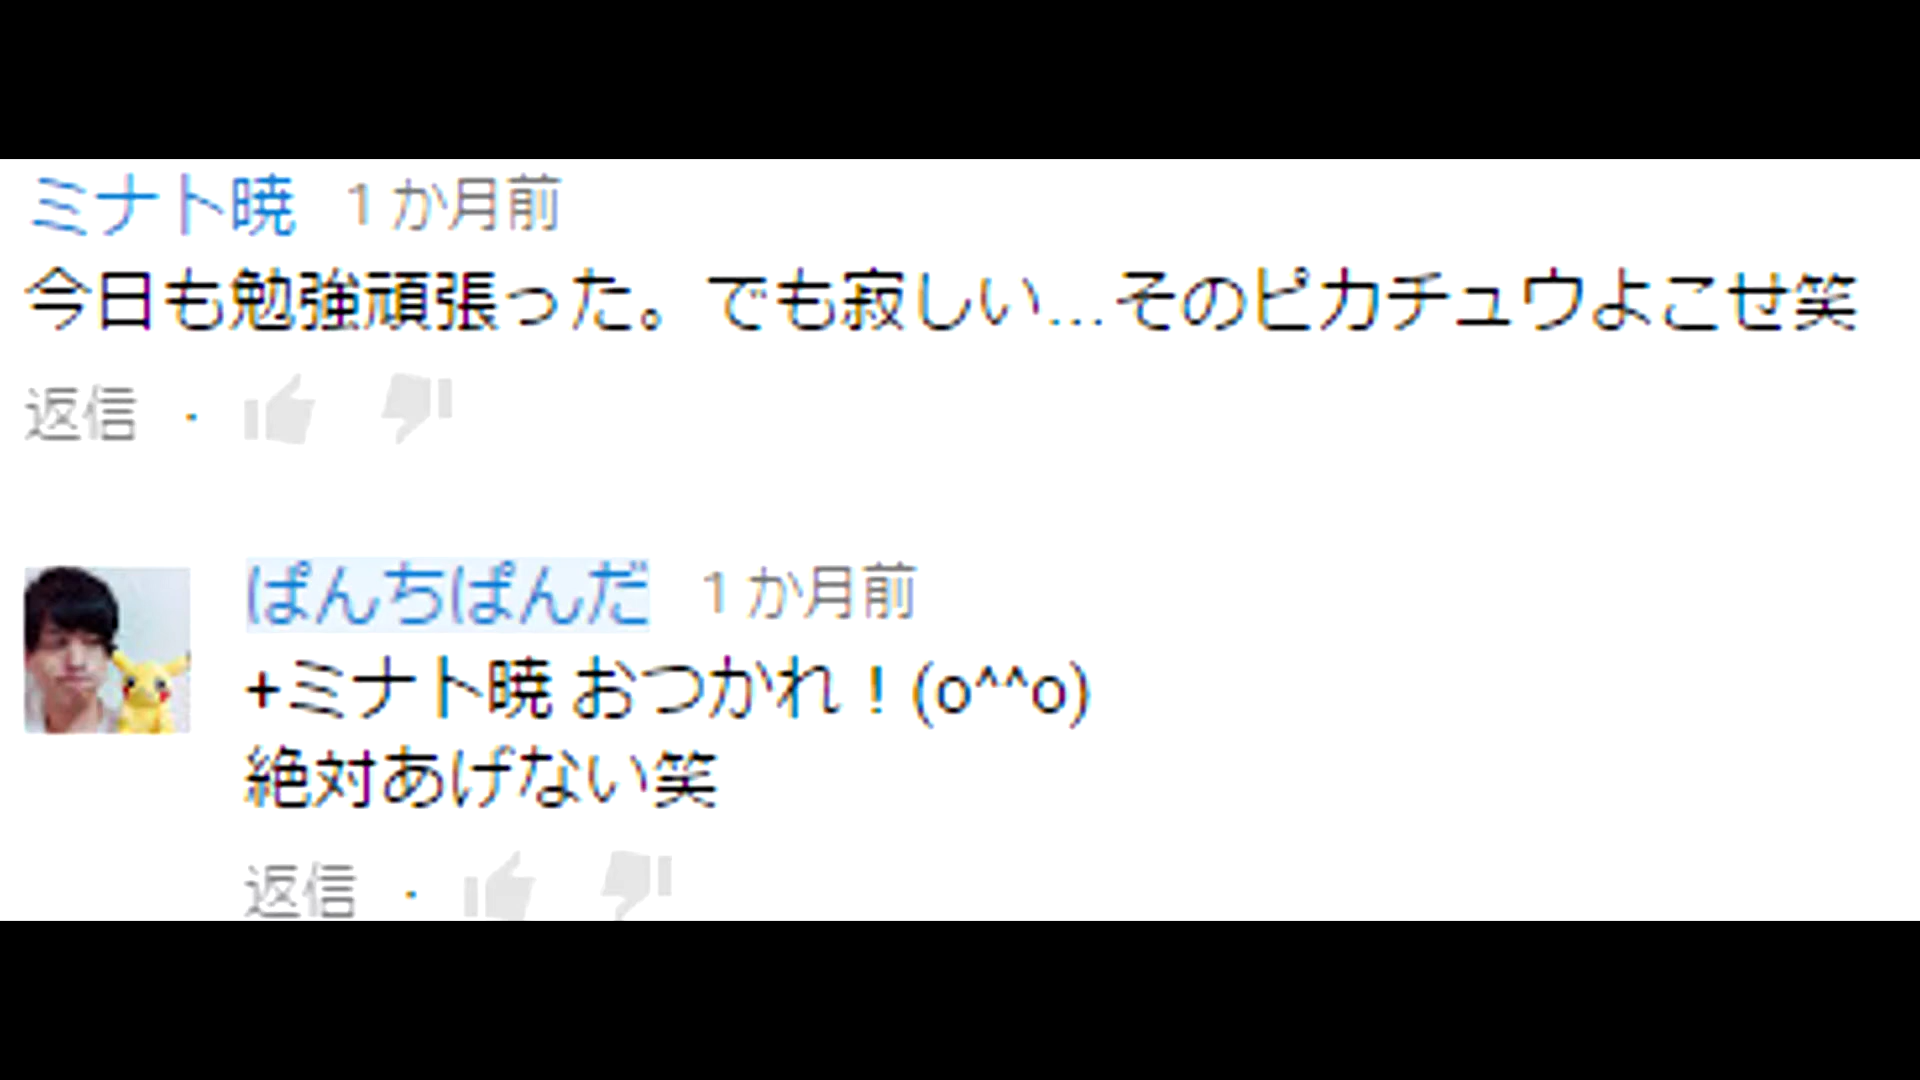 ミナト暁 1 か月前
今日も勉強頑張った。でも寂しい...そのピカチュウよこせ笑
返信 ·
ぱんちぱんだ 1 か月前
+ミナト暁 おつかれ！(o^^o)
絶対あげない笑
返信 ·